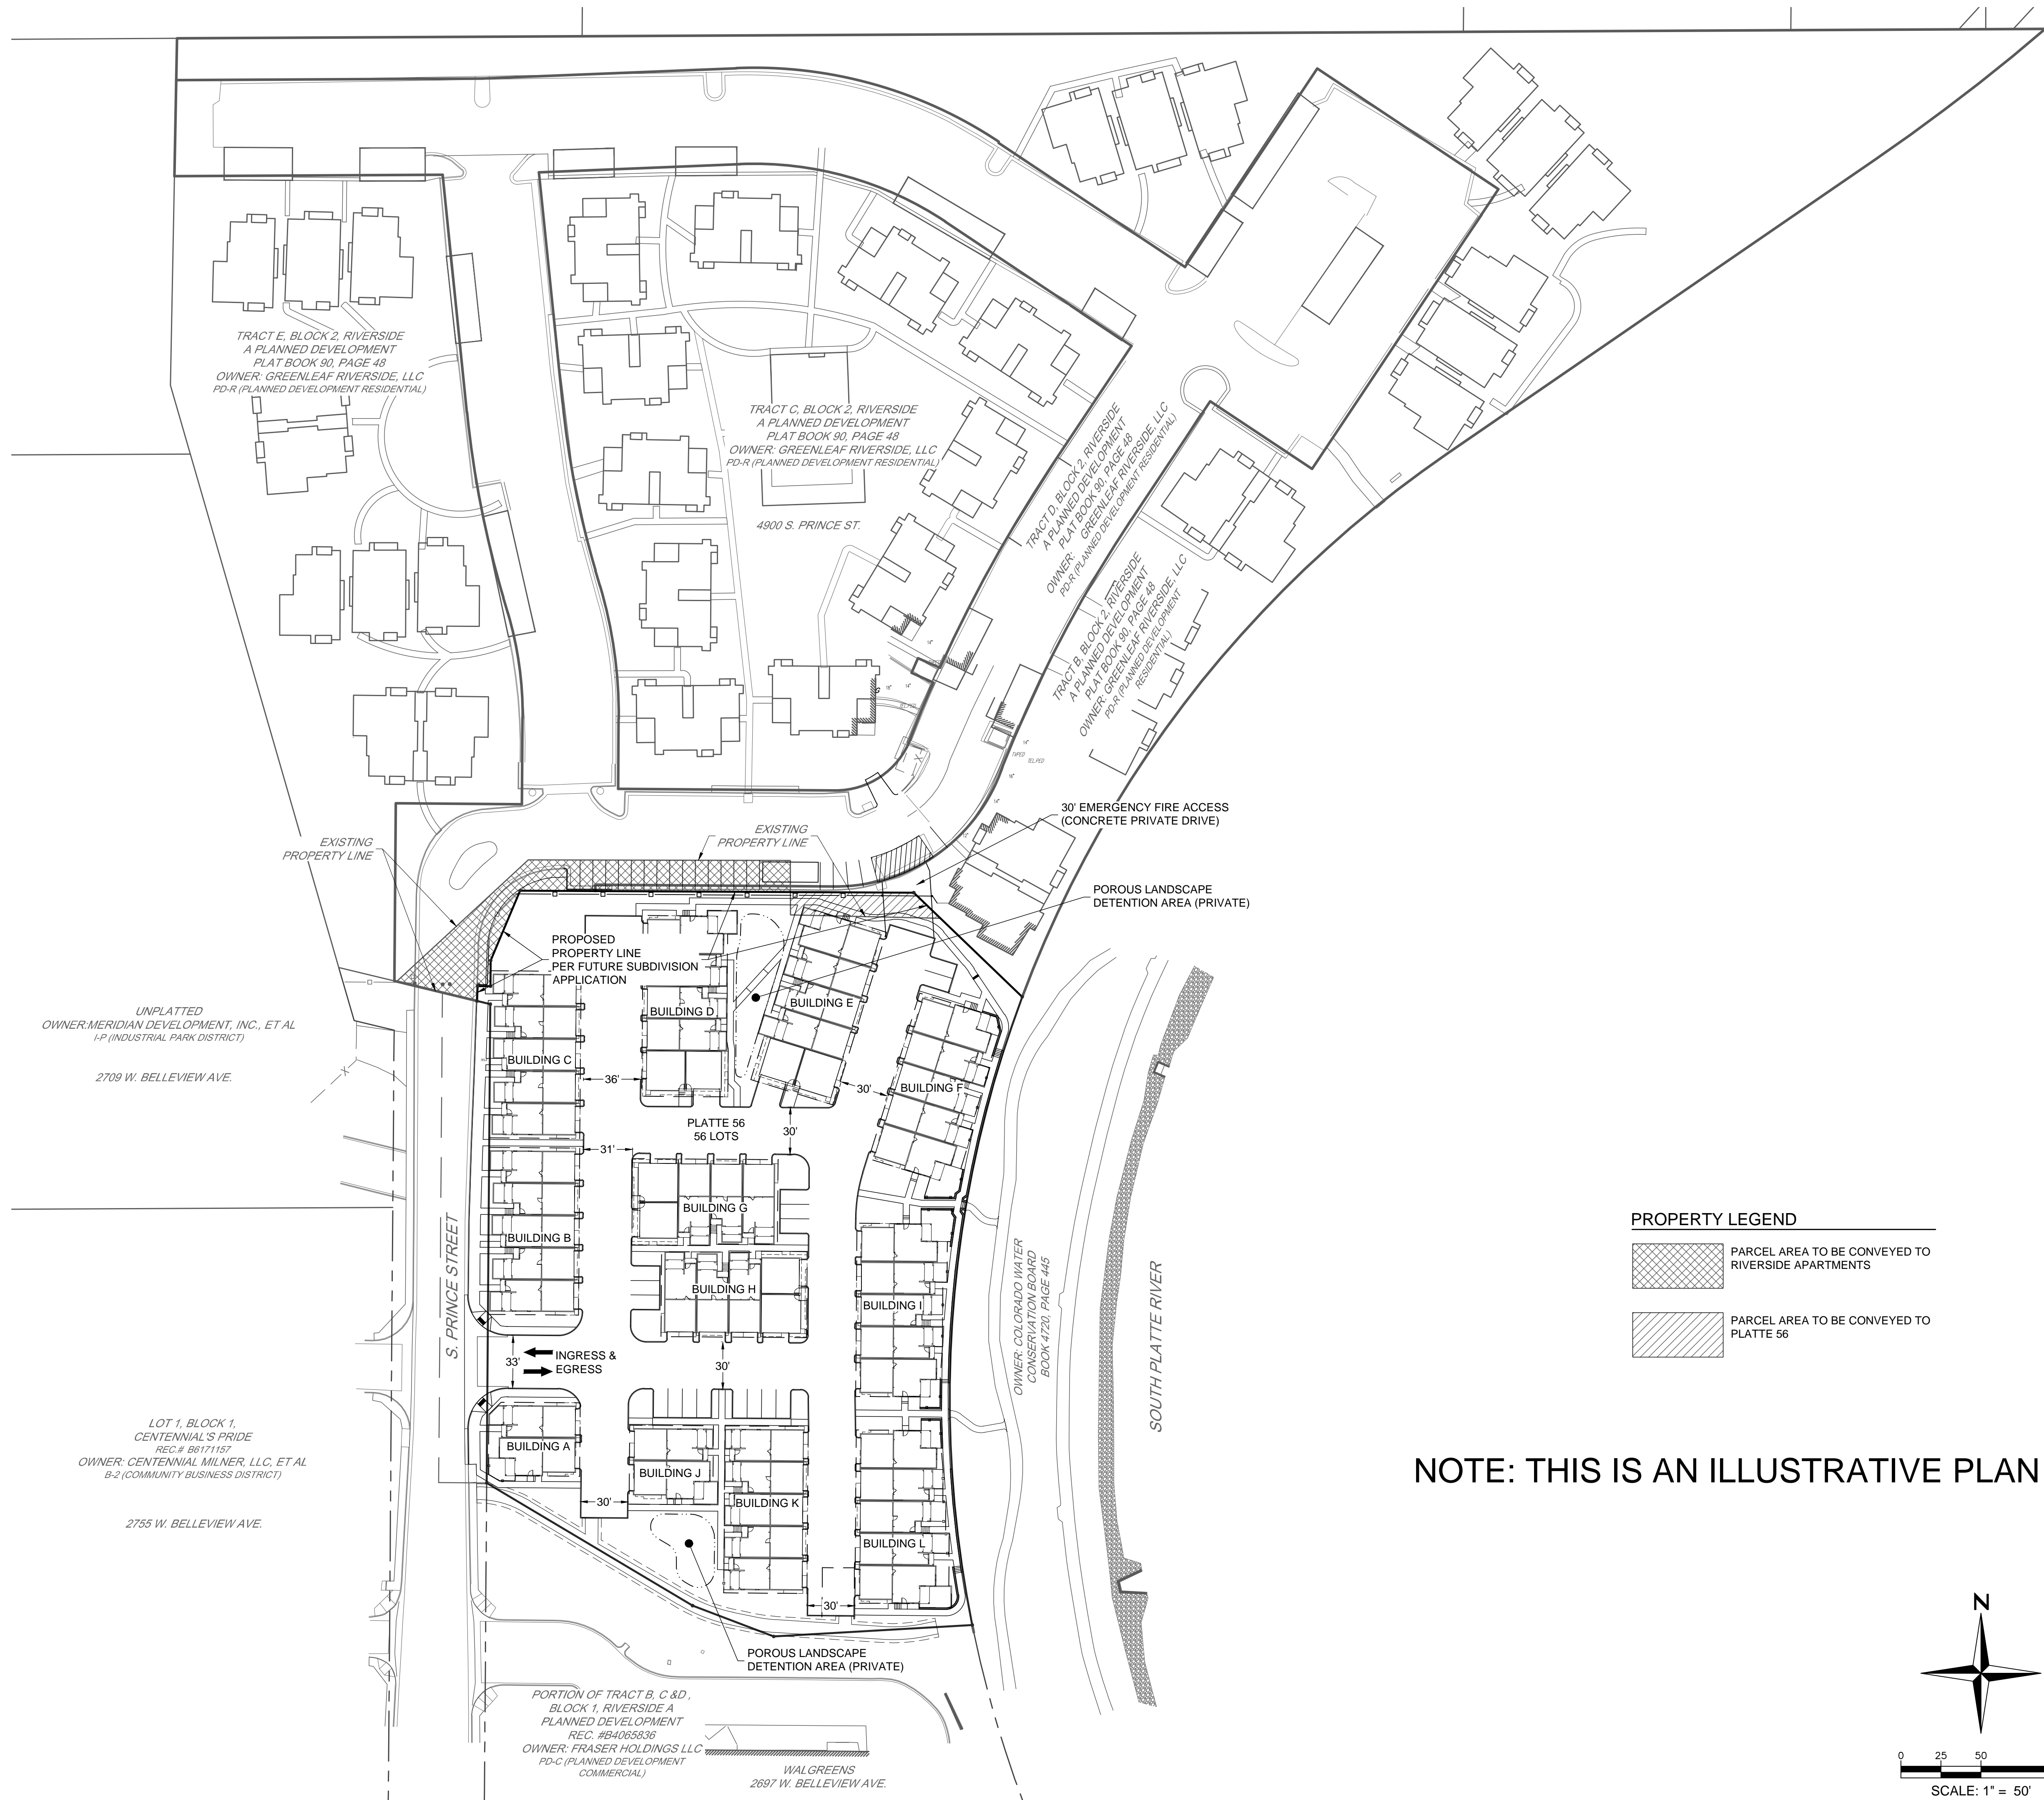 TRACT E, BLOCK 2, RIVERSIDE
A PLANNED DEVELOPMENT
PLAT BOOK 90, PAGE 48
OWNER: GREENLEAF RIVERSIDE, LLC
PD-R (PLANNED DEVELOPMENT RESIDENTIAL)
TRACT C, BLOCK 2, RIVERSIDE
A PLANNED DEVELOPMENT
PLAT BOOK 90, PAGE 48
OWNER: GREENLEAF RIVERSIDE, LLC
PD-R (PLANNED DEVELOPMENT RESIDENTIAL)
4900 S. PRINCE ST.
TRACT D, BLOCK 2, RIVERSIDE
A PLANNED DEVELOPMENT
PLAT BOOK 90, PAGE 48
OWNER: GREENLEAF RIVERSIDE, LLC
PD-R (PLANNED DEVELOPMENT RESIDENTIAL)
TRACT B, BLOCK 2, RIVERSIDE
A PLANNED DEVELOPMENT
PLAT BOOK 90, PAGE 48
OWNER: GREENLEAF RIVERSIDE, LLC
PD-R (PLANNED DEVELOPMENT
RESIDENTIAL)
TEL.PED
30' EMERGENCY FIRE ACCESS
(CONCRETE PRIVATE DRIVE)
EXISTING
PROPERTY LINE
EXISTING
PROPERTY LINE
POROUS LANDSCAPE
DETENTION AREA (PRIVATE)
PROPOSED
PROPERTY LINE
PER FUTURE SUBDIVISION
APPLICATION
BUILDING E
BUILDING D
UNPLATTED
OWNER:MERIDIAN DEVELOPMENT, INC., ET AL
I-P (INDUSTRIAL PARK DISTRICT)
2709 W. BELLEVIEW AVE.
BUILDING C
36'
30'
BUILDING F
PLATTE 56
56 LOTS
30'
31'
BUILDING G
BUILDING B
S. PRINCE STREET
BUILDING H
BUILDING I
OWNER: COLORADO WATER
CONSERVATION BOARD
BOOK 4720, PAGE 445
SOUTH PLATTE RIVER
PROPERTY LEGEND
PARCEL AREA TO BE CONVEYED TO
RIVERSIDE APARTMENTS
PARCEL AREA TO BE CONVEYED TO
PLATTE 56
33'
INGRESS &
EGRESS
30'
LOT 1, BLOCK 1,
CENTENNIAL'S PRIDE
REC.# B6171157
OWNER: CENTENNIAL MILNER, LLC, ET AL
B-2 (COMMUNITY BUSINESS DISTRICT)
2755 W. BELLEVIEW AVE.
BUILDING A
BUILDING J
BUILDING K
30'
BUILDING L
30'
NOTE: THIS IS AN ILLUSTRATIVE PLAN
POROUS LANDSCAPE
DETENTION AREA (PRIVATE)
PORTION OF TRACT B, C &D ,
BLOCK 1, RIVERSIDE A
PLANNED DEVELOPMENT
REC. #B4065836
OWNER: FRASER HOLDINGS LLC
PD-C (PLANNED DEVELOPMENT
COMMERCIAL)
WALGREENS
2697 W. BELLEVIEW AVE.
N
0 25 50
SCALE: 1" = 50'